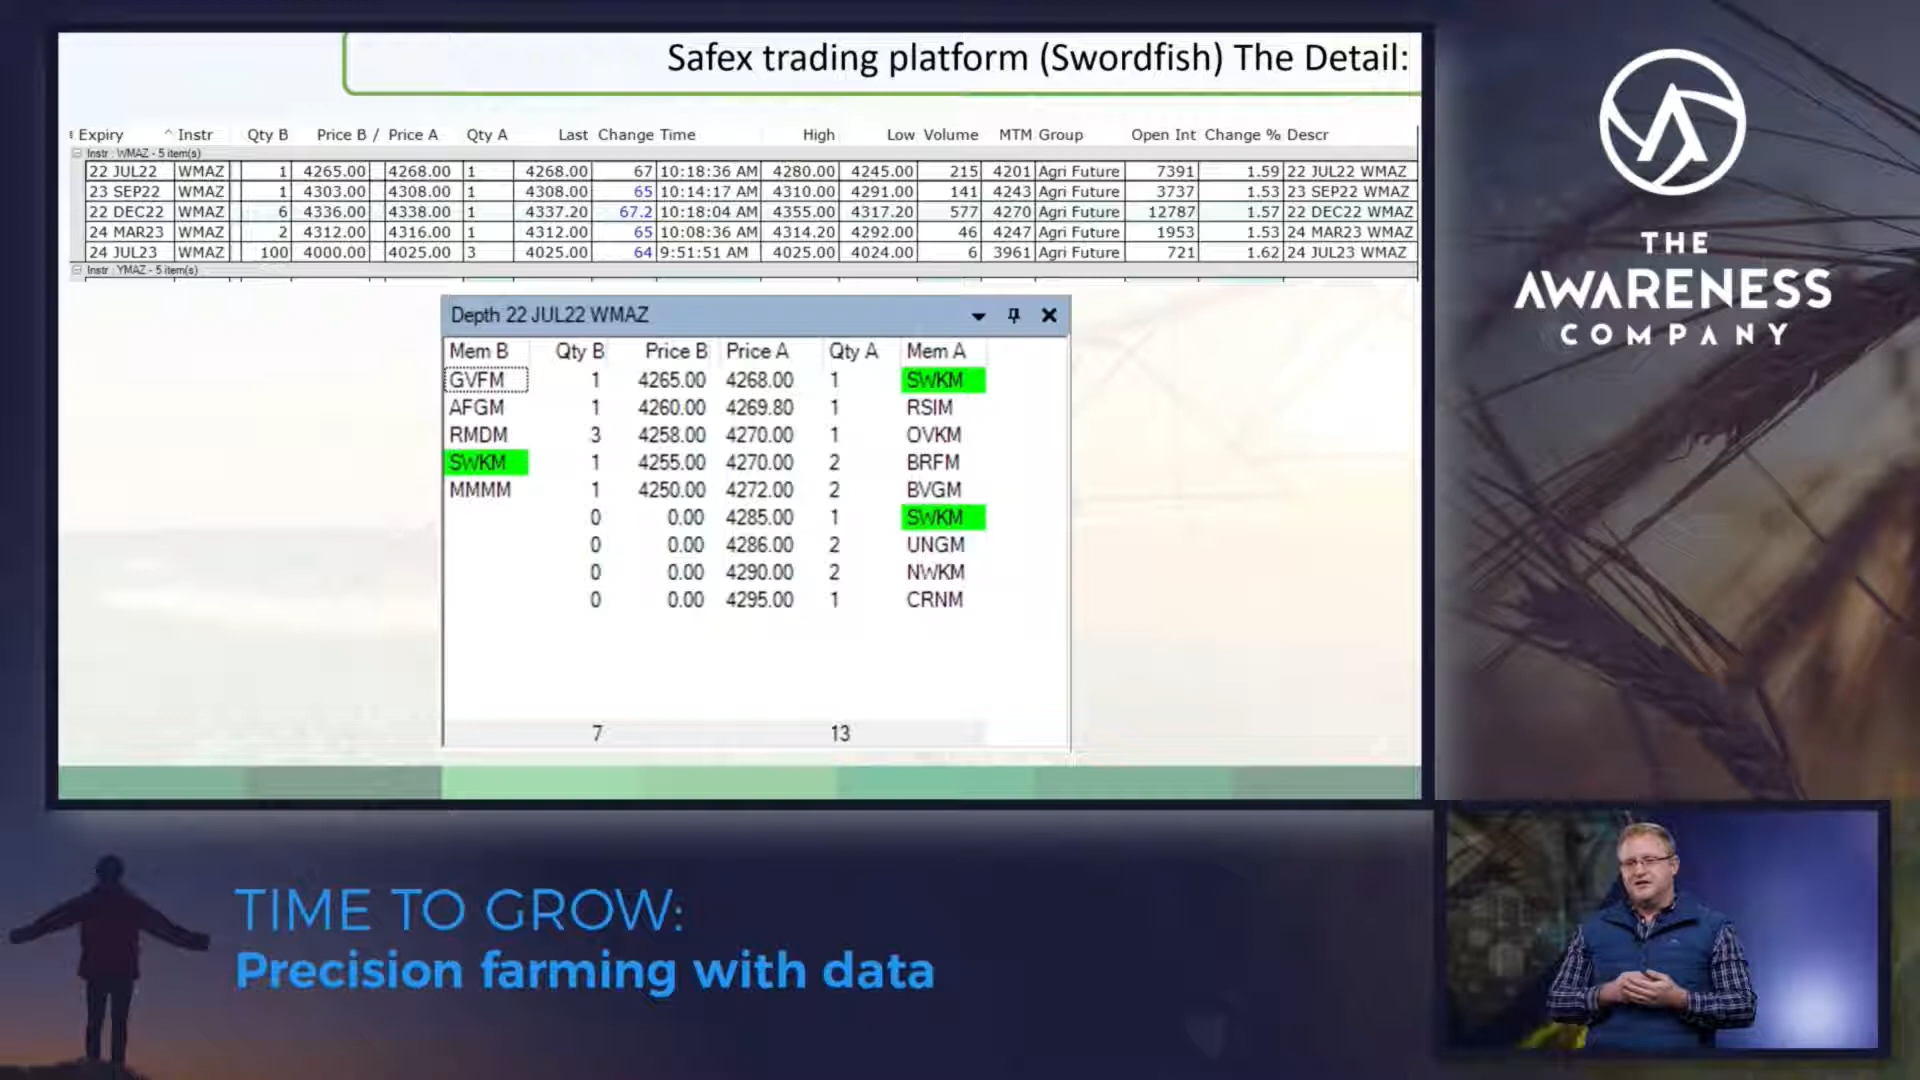 Safex trading platform (Swordfish) The Detail:
Expiry ^ Instr Qty B Price B / Price A Qty A Last Change Time High Low Volume MTM Group Open Int Change % Descr
Instr : WMAZ - 5 item(s)
22 JUL22 WMAZ 1 4265.00 4268.00 1 4268.00 67 10:18:36 AM 4280.00 4245.00 215 4201 Agri Future 7391 1.59 22 JUL22 WMAZ
23 SEP22 WMAZ 1 4303.00 4308.00 1 4308.00 65 10:14:17 AM 4310.00 4291.00 141 4243 Agri Future 3737 1.53 23 SEP22 WMAZ
22 DEC22 WMAZ 6 4336.00 4338.00 1 4337.20 67.2 10:18:04 AM 4355.00 4317.20 577 4270 Agri Future 12787 1.57 22 DEC22 WMAZ
24 MAR23 WMAZ 2 4312.00 4316.00 1 4312.00 65 10:08:36 AM 4314.20 4292.00 46 4247 Agri Future 1953 1.53 24 MAR23 WMAZ
24 JUL23 WMAZ 100 4000.00 4025.00 3 4025.00 64 9:51:51 AM 4025.00 4024.00 6 3961 Agri Future 721 1.62 24 JUL23 WMAZ
Instr : YMAZ - 5 item(s)
Depth 22 JUL22 WMAZ
Mem B Qty B Price B Price A Qty A Mem A
GVFM 1 4265.00 4268.00 1 SWKM
AFGM 1 4260.00 4269.80 1 RSIM
RMDM 3 4258.00 4270.00 1 OVKM
SWKM 1 4255.00 4270.00 2 BRFM
MMMM 1 4250.00 4272.00 2 BVGM
0 0.00 4285.00 1 SWKM
0 0.00 4286.00 2 UNGM
0 0.00 4290.00 2 NWKM
0 0.00 4295.00 1 CRNM
7 13
THE
AWARENESS
COMPANY
TIME TO GROW:
Precision farming with data